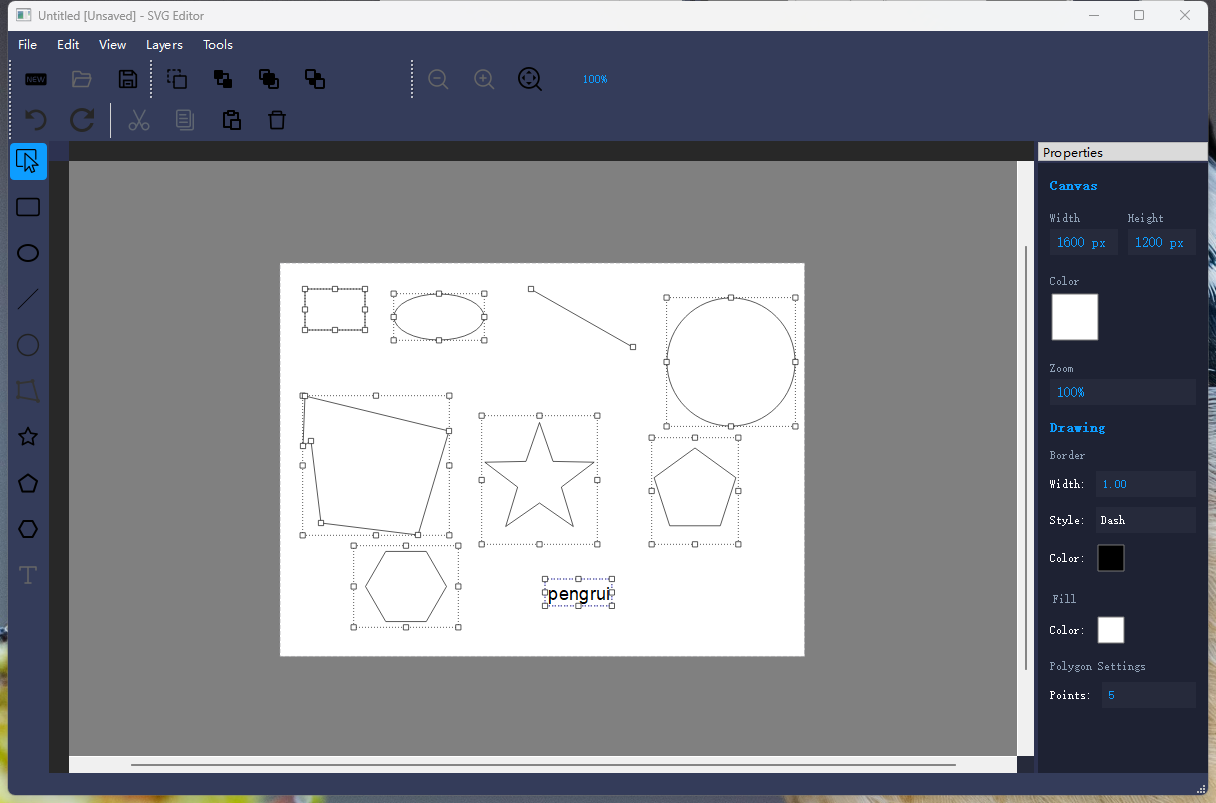 Untitled [Unsaved] - SVG Editor
File Edit View Layers Tools
NEW
100%
Properties
Canvas
Width Height
1600 px 1200 px
Color
Zoom
100%
Drawing
Border
Width: 1.00
Style: Dash
Color:
Fill
Color:
Polygon Settings
Points: 5
T
pengrui